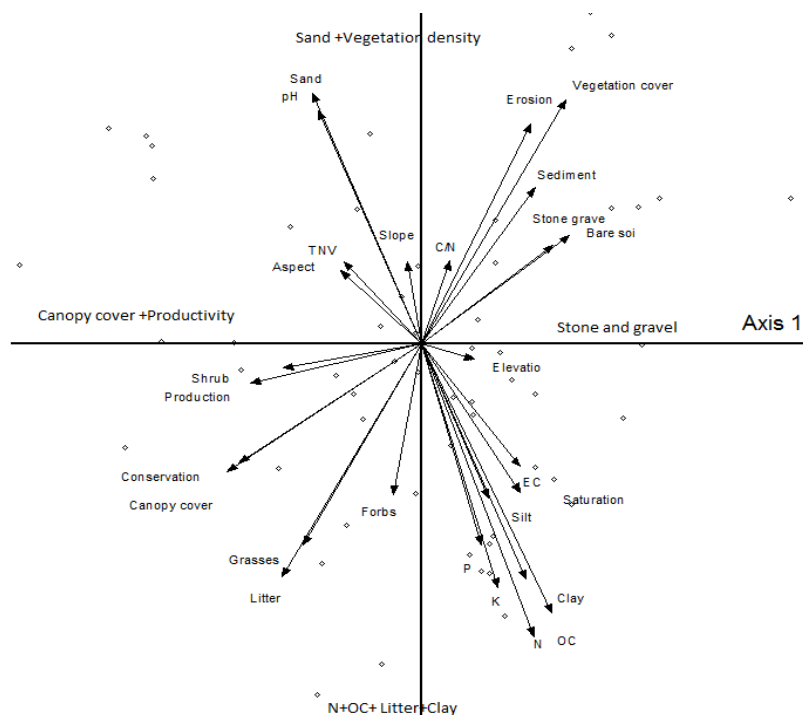 Sand +Vegetation density
Sand
pH
Erosion
Vegetation cover
Sediment
Stone grave
Bare soi
Slope
C/N
TNV
Aspect
Canopy cover +Productivity
Stone and gravel
Axis 1
Elevatio
Shrub
Production
Conservation
Canopy cover
EC
Saturation
Forbs
Silt
Grasses
P
Litter
K
Clay
N
OC
N+OC+ Litter+Clay